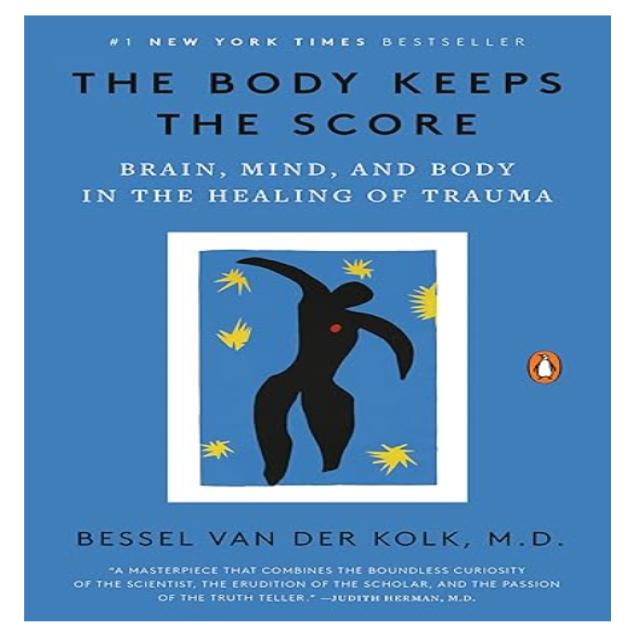 #1 NEW YORK TIMES BESTSELLER
THE BODY KEEPS
THE SCORE
BRAIN, MIND, AND BODY
IN THE HEALING OF TRAUMA
BESSEL VAN DER KOLK, M.D.
"A MASTERPIECE THAT COMBINES THE BOUNDLESS CURIOSITY
OF THE SCIENTIST, THE ERUDITION OF THE SCHOLAR, AND THE PASSION
OF THE TRUTH TELLER." —JUDITH HERMAN, M.D.